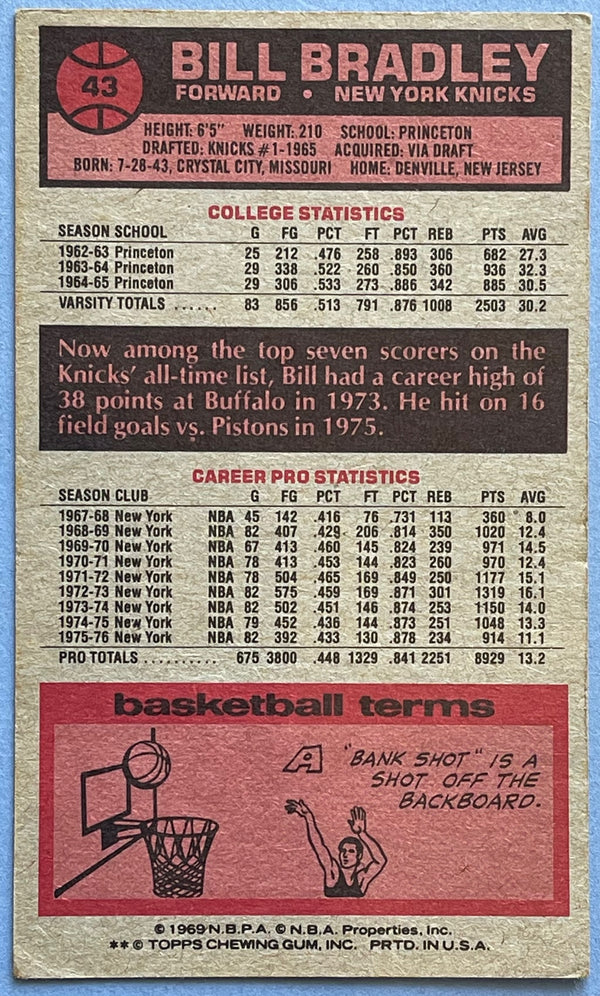 43
BILL BRADLEY
FORWARD • NEW YORK KNICKS
HEIGHT: 6'5" WEIGHT: 210 SCHOOL: PRINCETON
DRAFTED: KNICKS #1-1965 ACQUIRED: VIA DRAFT
BORN: 7-28-43, CRYSTAL CITY, MISSOURI HOME: DENVILLE, NEW JERSEY
COLLEGE STATISTICS
SEASON SCHOOL G FG PCT FT PCT REB PTS AVG
1962-63 Princeton 25 212 .476 258 .893 306 682 27.3
1963-64 Princeton 29 338 .522 260 .850 360 936 32.3
1964-65 Princeton 29 306 .533 273 .886 342 885 30.5
VARSITY TOTALS ...... 83 856 .513 791 .876 1008 2503 30.2
Now among the top seven scorers on the
Knicks' all-time list, Bill had a career high of
38 points at Buffalo in 1973. He hit on 16
field goals vs. Pistons in 1975.
CAREER PRO STATISTICS
SEASON CLUB G FG PCT FT PCT REB PTS AVG
1967-68 New York NBA 45 142 .416 76 .731 113 360 8.0
1968-69 New York NBA 82 407 .429 206 .814 350 1020 12.4
1969-70 New York NBA 67 413 .460 145 .824 239 971 14.5
1970-71 New York NBA 78 413 .453 144 .823 260 970 12.4
1971-72 New York NBA 78 504 .465 169 .849 250 1177 15.1
1972-73 New York NBA 82 575 .459 169 .871 301 1319 16.1
1973-74 New York NBA 82 502 .451 146 .874 253 1150 14.0
1974-75 New York NBA 79 452 .436 144 .873 251 1048 13.3
1975-76 New York NBA 82 392 .433 130 .878 234 914 11.1
PRO TOTALS .......... 675 3800 .448 1329 .841 2251 8929 13.2
basketball terms
A "BANK SHOT" IS A
SHOT OFF THE
BACKBOARD.
© 1969 N.B.P.A. © N.B.A. Properties, Inc.
** © TOPPS CHEWING GUM, INC. PRTD. IN U.S.A.